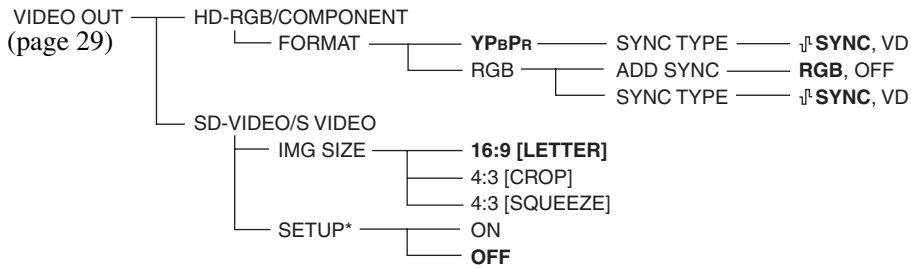 VIDEO OUT HD-RGB/COMPONENT
(page 29) FORMAT YPBPR SYNC TYPE SYNC, VD
RGB ADD SYNC RGB, OFF
SYNC TYPE SYNC, VD
SD-VIDEO/S VIDEO
IMG SIZE 16:9 [LETTER]
4:3 [CROP]
4:3 [SQUEEZE]
SETUP* ON
OFF